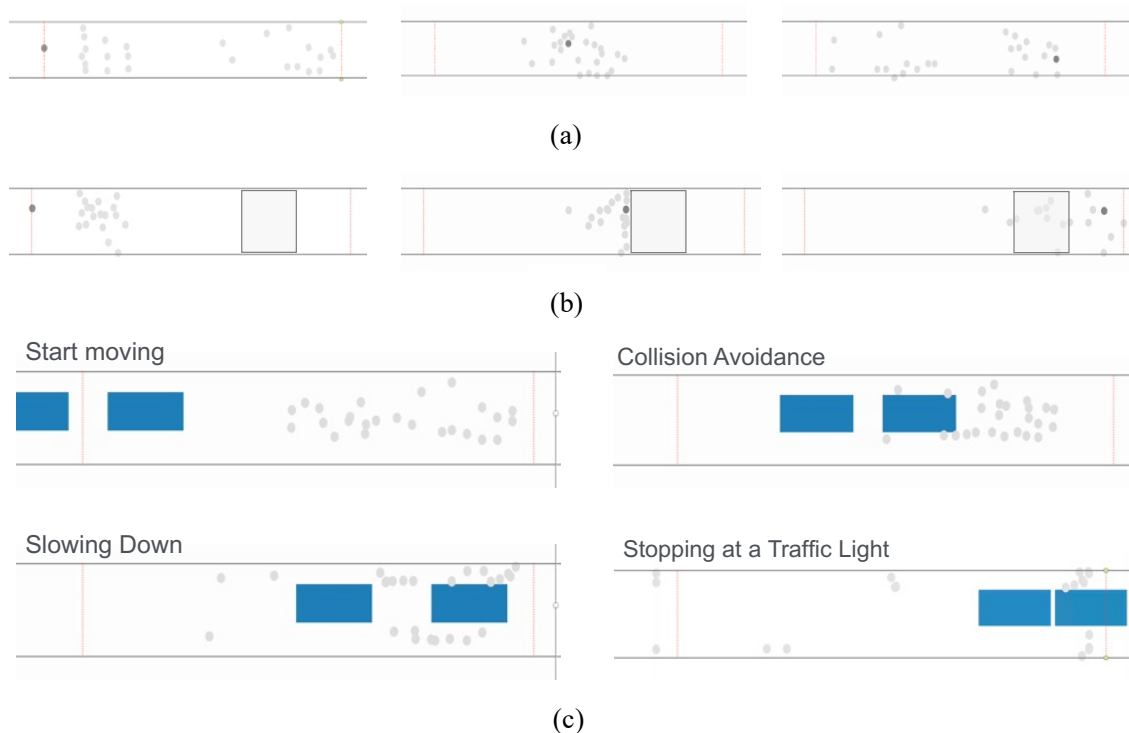 (a)
(b)
Start moving
Collision Avoidance
Slowing Down
Stopping at a Traffic Light
(c)